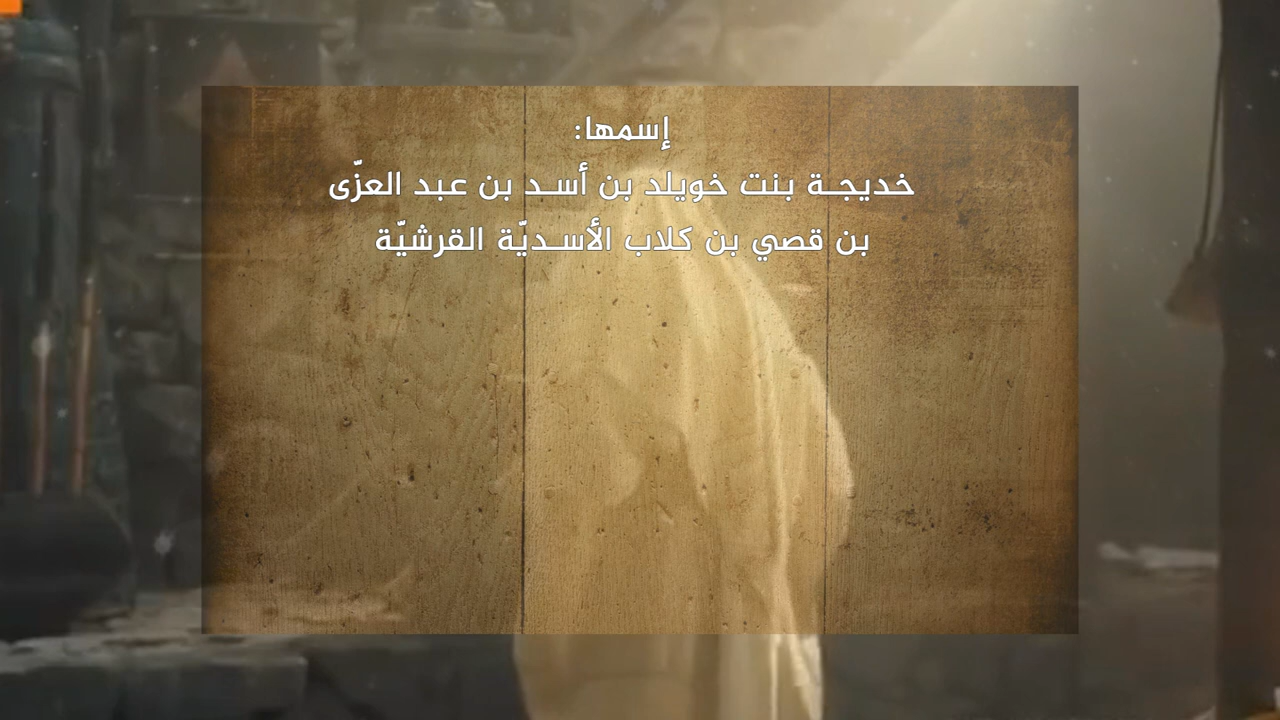 إسمها:
خديجـة بنت خويلد بن أسـد بن عبد العزّى
بن قصي بن كلاب الأسـديّة القرشيّة